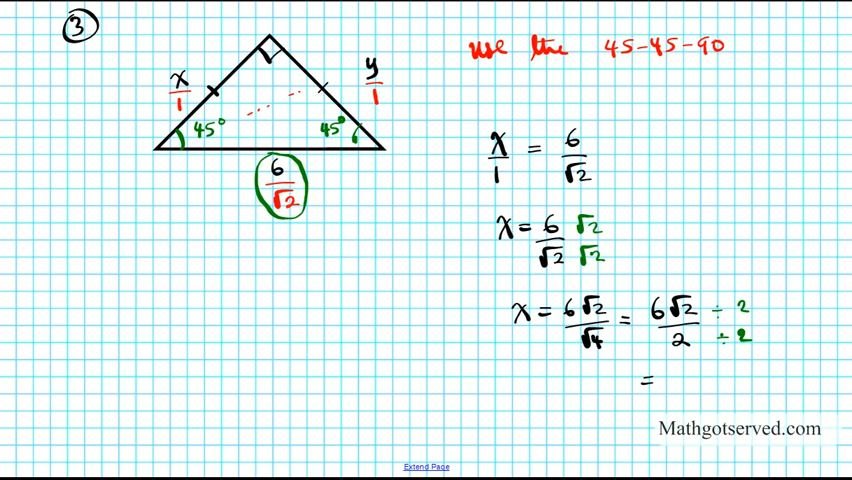 ③
use the 45-45-90
x/1
y/1
45° 45°
6/√2
x/1 = 6/√2
x = 6/√2 √2/√2
x = 6√2/√4 = 6√2/2 ÷2/÷2
=
Mathgotserved.com
Extend Page